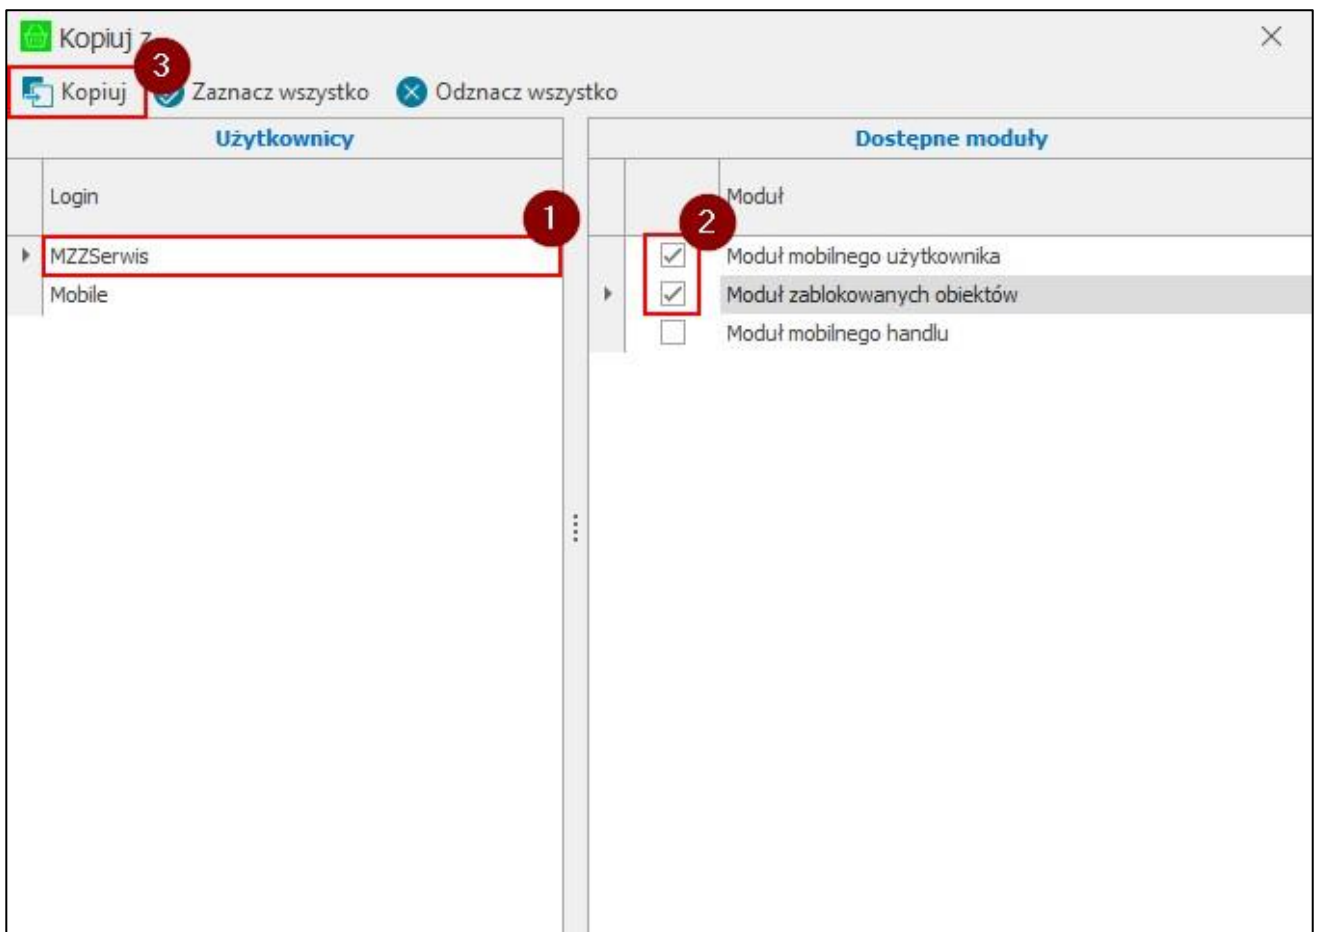 Kopiuj z
3
Kopiuj Zaznacz wszystko Odznacz wszystko
Użytkownicy
Login
1
MZZSerwis
Mobile
Dostępne moduły
Moduł
2
Moduł mobilnego użytkownika
Moduł zablokowanych obiektów
Moduł mobilnego handlu